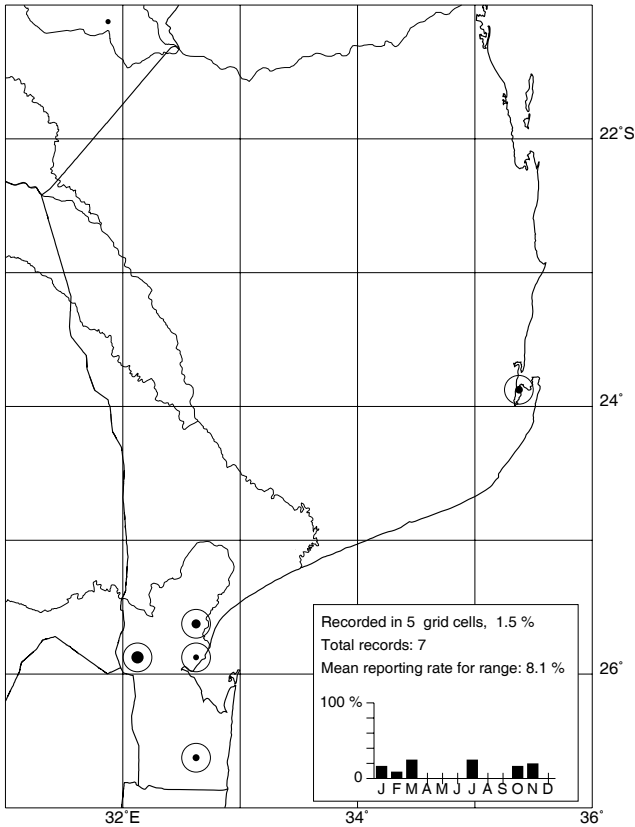 22°S
24°
Recorded in 5 grid cells, 1.5 %
Total records: 7
Mean reporting rate for range: 8.1 %
100 %
0
J F M A M J J A S O N D
26°
32°E
34°
36°